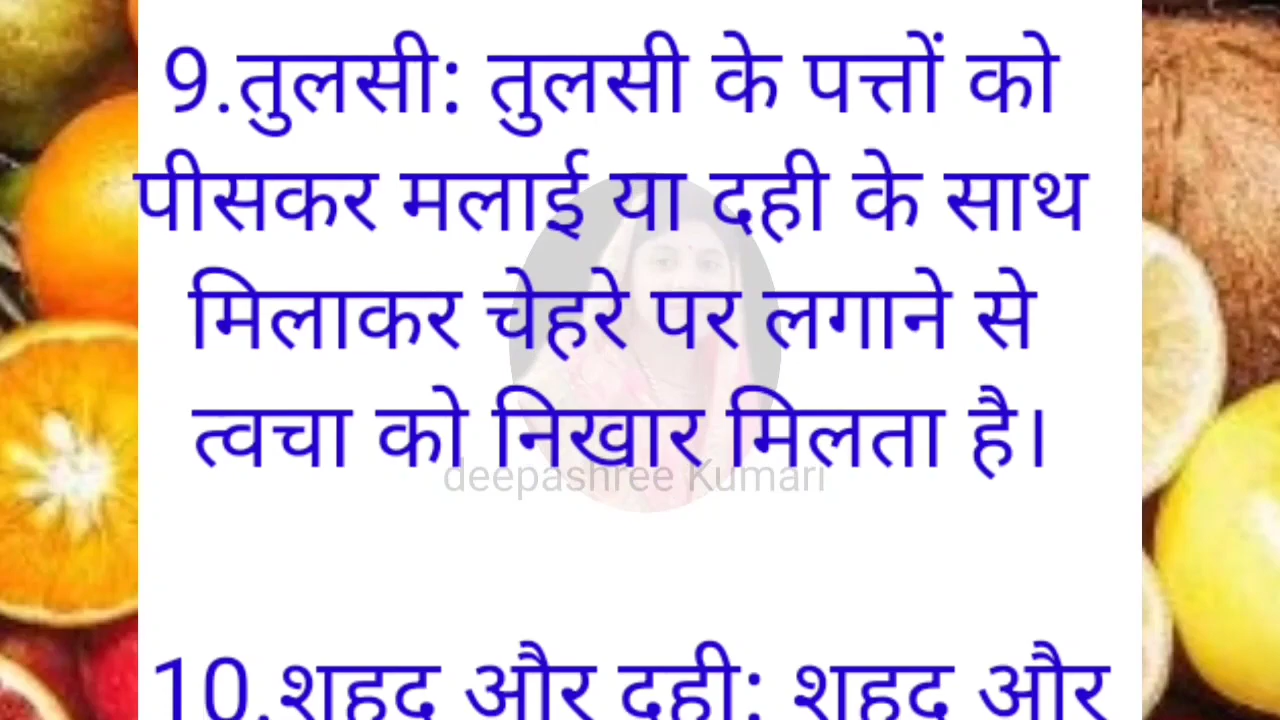 9.तुलसी: तुलसी के पत्तों को
पीसकर मलाई या दही के साथ
मिलाकर चेहरे पर लगाने से
त्वचा को निखार मिलता है।
deepashree Kumari
10.शहद और दही: शहद और